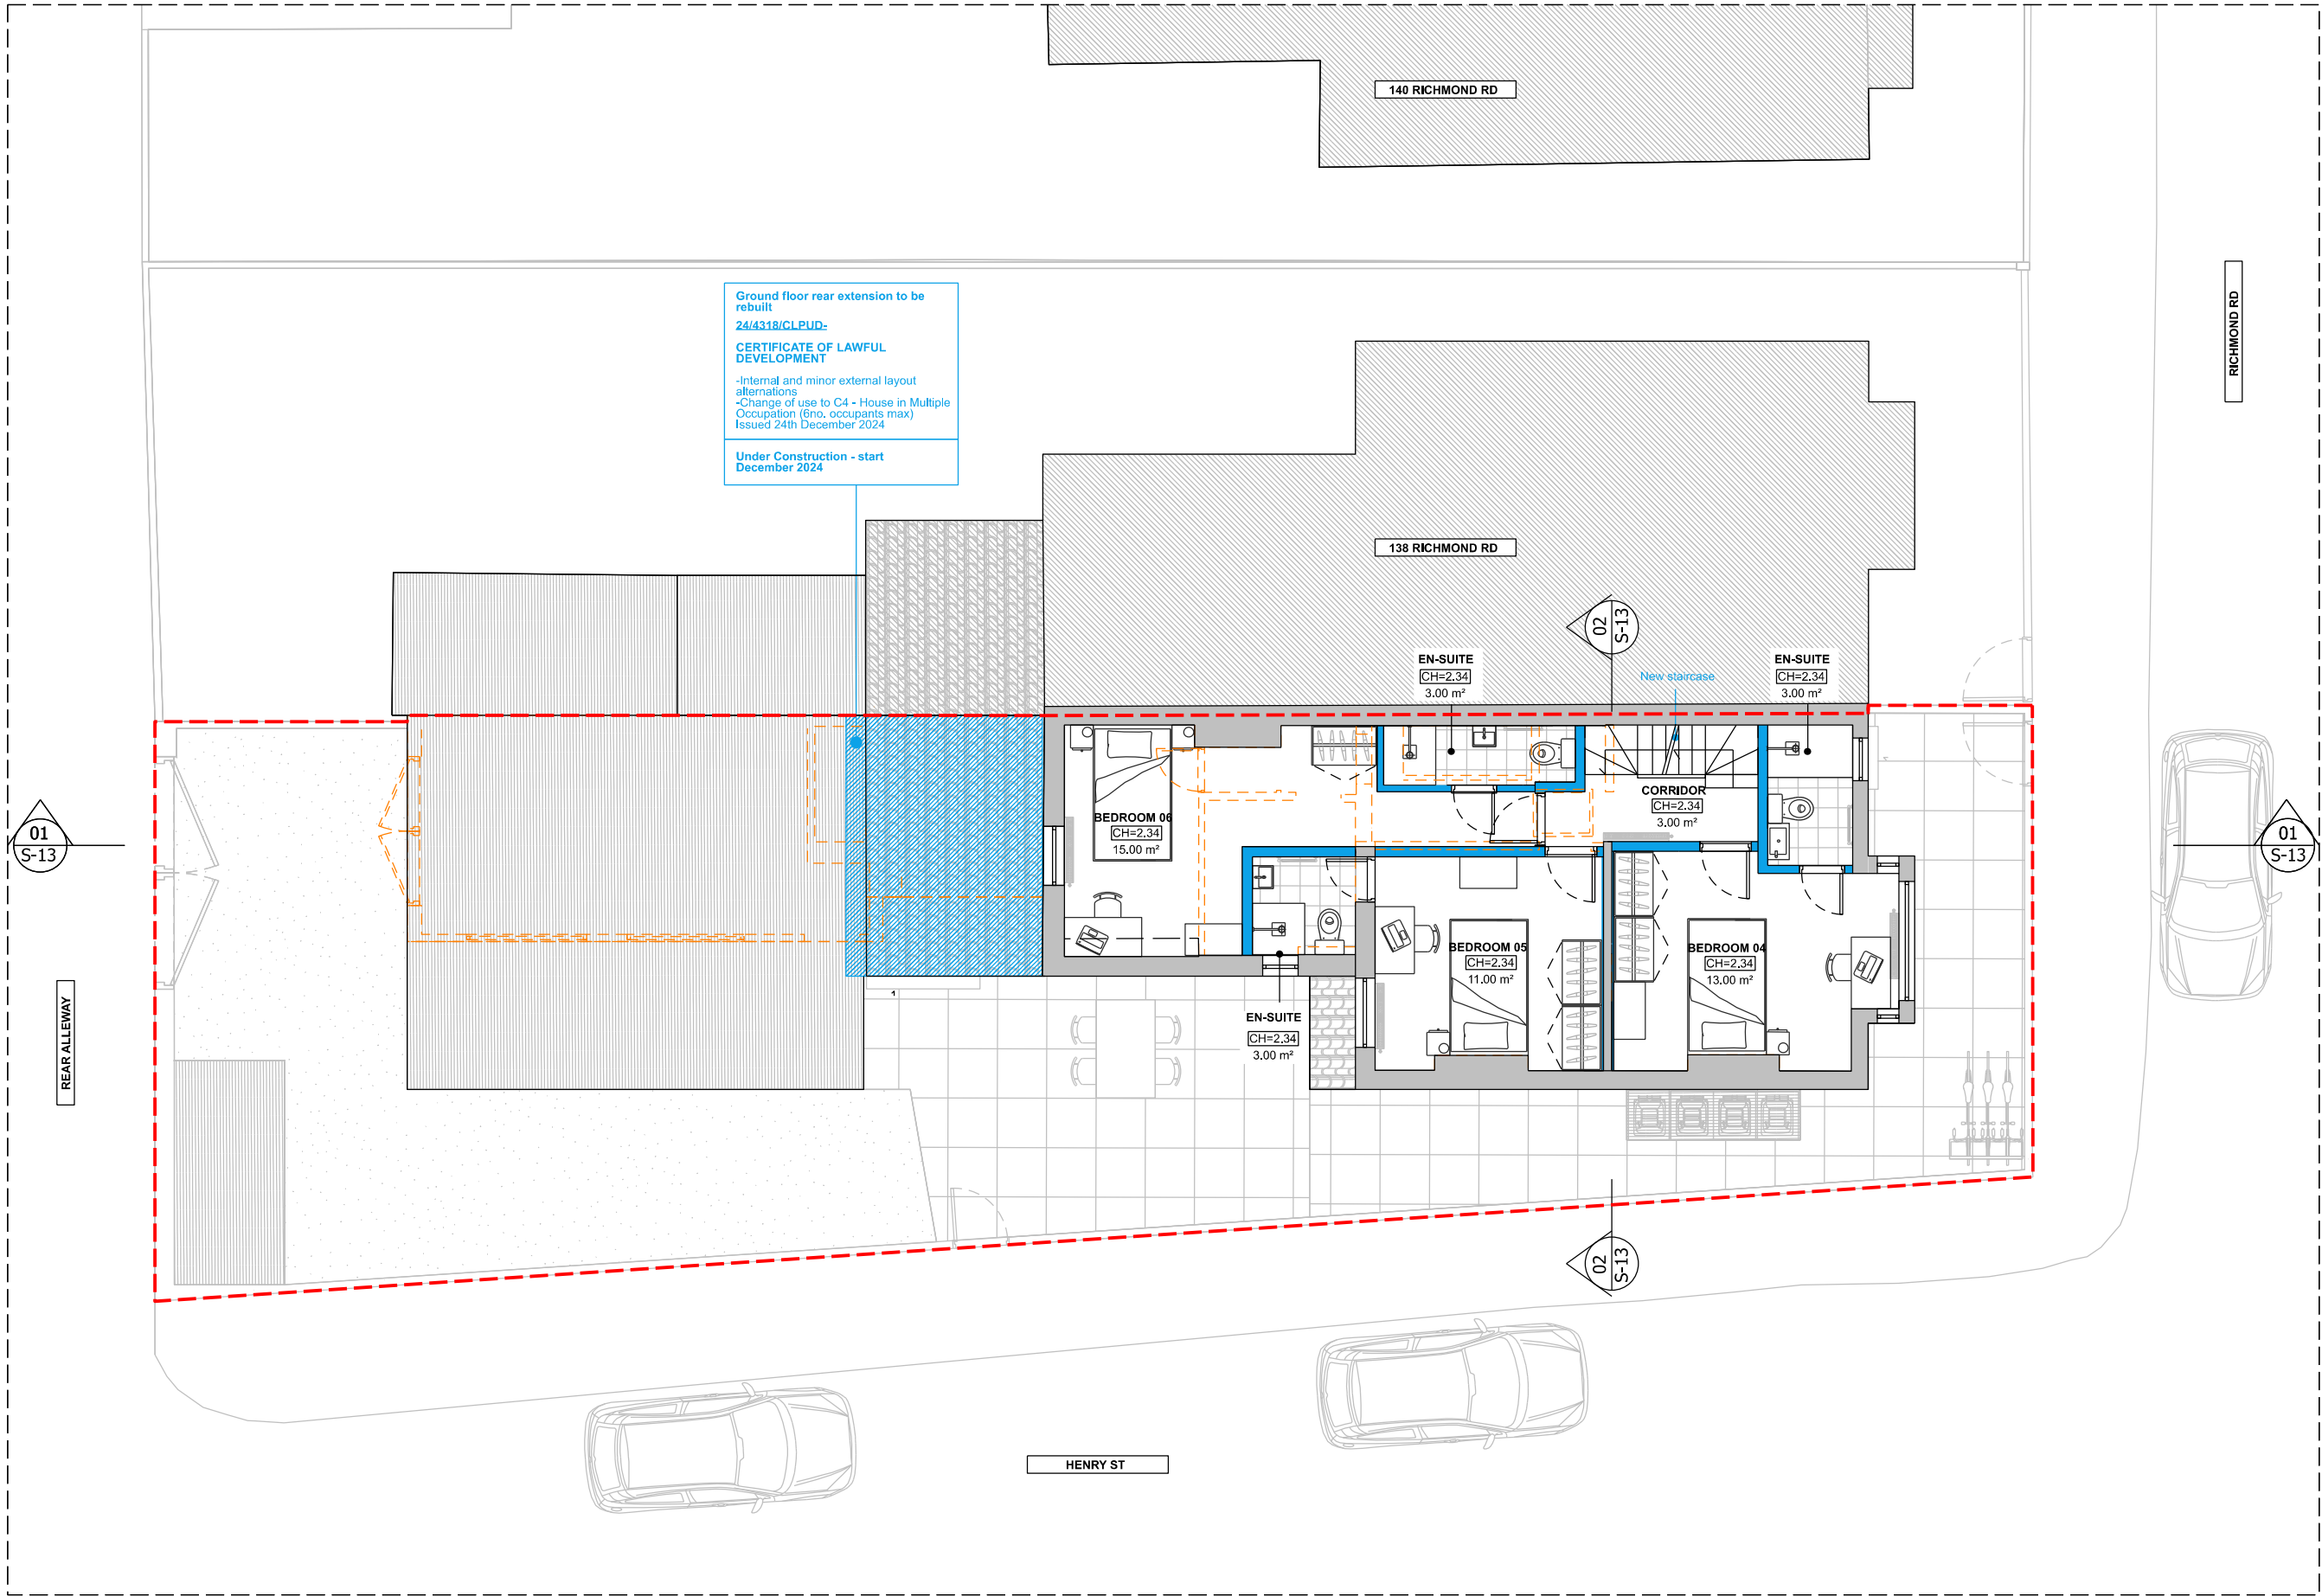 140 RICHMOND RD
RICHMOND RD
Ground floor rear extension to be
rebuilt
24/4318/CLPUD-
CERTIFICATE OF LAWFUL
DEVELOPMENT
-Internal and minor external layout
alternations
-Change of use to C4 - House in Multiple
Occupation (6no. occupants max)
Issued 24th December 2024
Under Construction - start
December 2024
138 RICHMOND RD
02
S-13
EN-SUITE
CH=2.34
3.00 m²
New staircase
EN-SUITE
CH=2.34
3.00 m²
CORRIDOR
CH=2.34
3.00 m²
BEDROOM 06
CH=2.34
15.00 m²
01
S-13
01
S-13
BEDROOM 05
CH=2.34
11.00 m²
BEDROOM 04
CH=2.34
13.00 m²
1
EN-SUITE
CH=2.34
3.00 m²
REAR ALLEWAY
02
S-13
HENRY ST